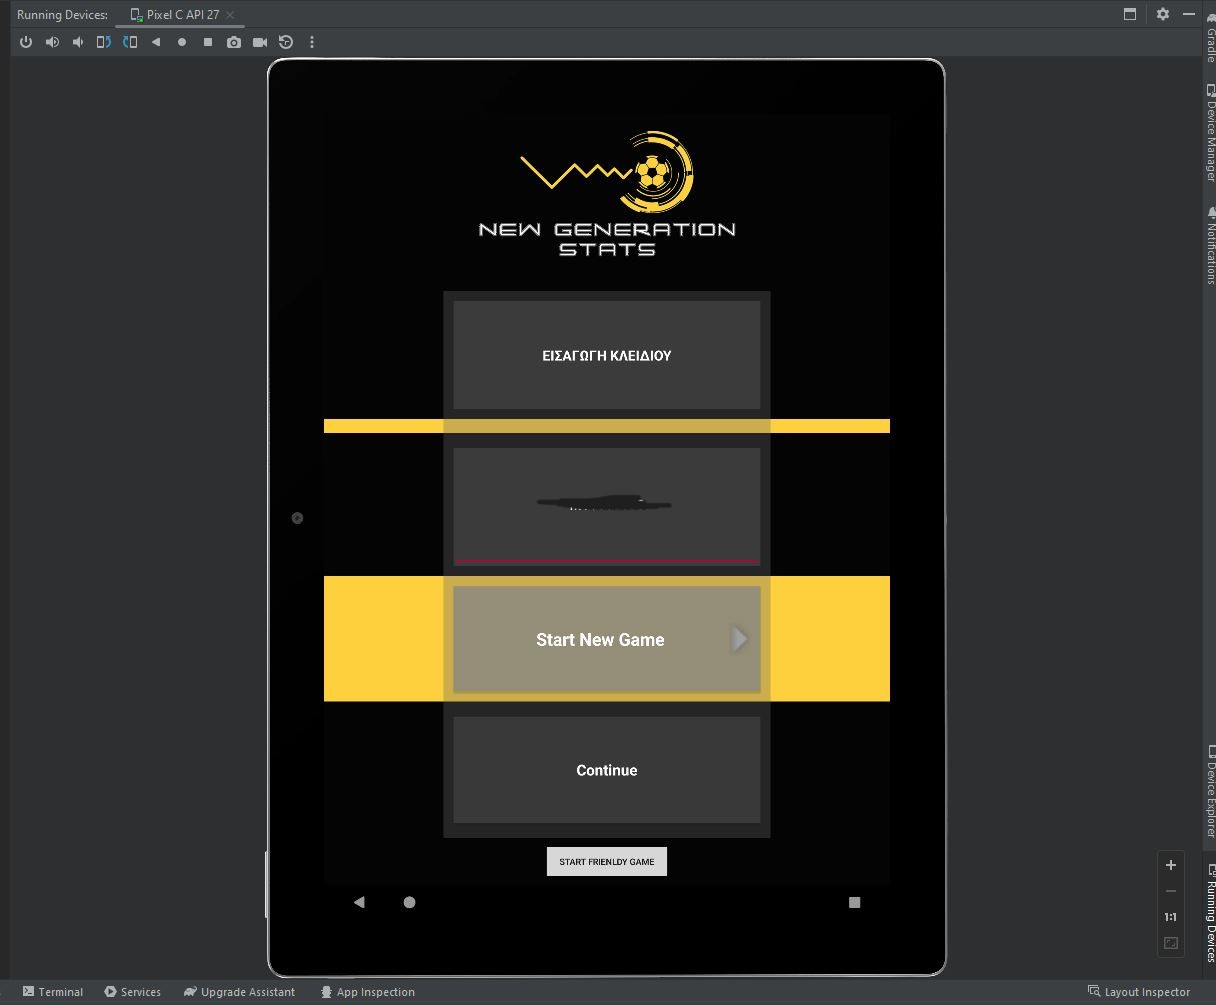 Running Devices:
Pixel C API 27
Gradle
Device Manager
Notifications
NEW GENERATION
STATS
ΕΙΣΑΓΩΓΗ ΚΛΕΙΔΙΟΥ
Start New Game
Continue
START FRIENLDY GAME
Device Explorer
1:1
Running Devices
Terminal
Services
Upgrade Assistant
App Inspection
Layout Inspector